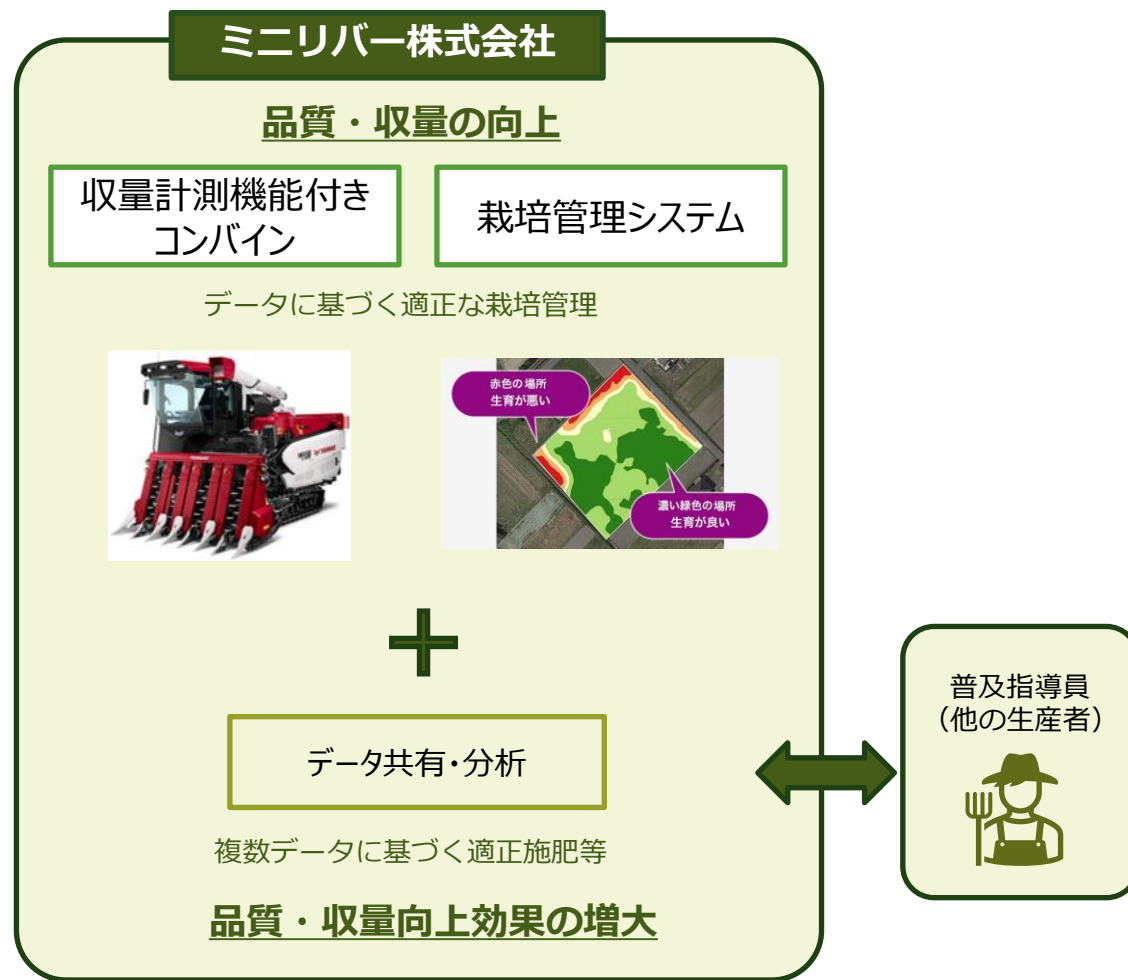 ミニリバー株式会社
品質・収量の向上
収量計測機能付き
コンバイン
栽培管理システム
データに基づく適正な栽培管理
赤色の場所
生育が悪い
濃い緑色の場所
生育が良い
データ共有・分析
普及指導員
（他の生産者）
複数データに基づく適正施肥等
品質・収量向上効果の増大